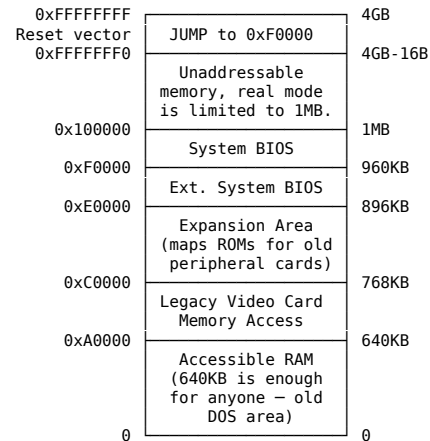 0xFFFFFFFF 4GB
Reset vector JUMP to 0xF0000
0xFFFFFFF0 4GB-16B
Unaddressable
memory, real mode
is limited to 1MB.
0x100000 1MB
System BIOS
0xF0000 960KB
Ext. System BIOS
0xE0000 896KB
Expansion Area
(maps ROMs for old
peripheral cards)
0xC0000 768KB
Legacy Video Card
Memory Access
0xA0000 640KB
Accessible RAM
(640KB is enough
for anyone – old
DOS area)
0 0